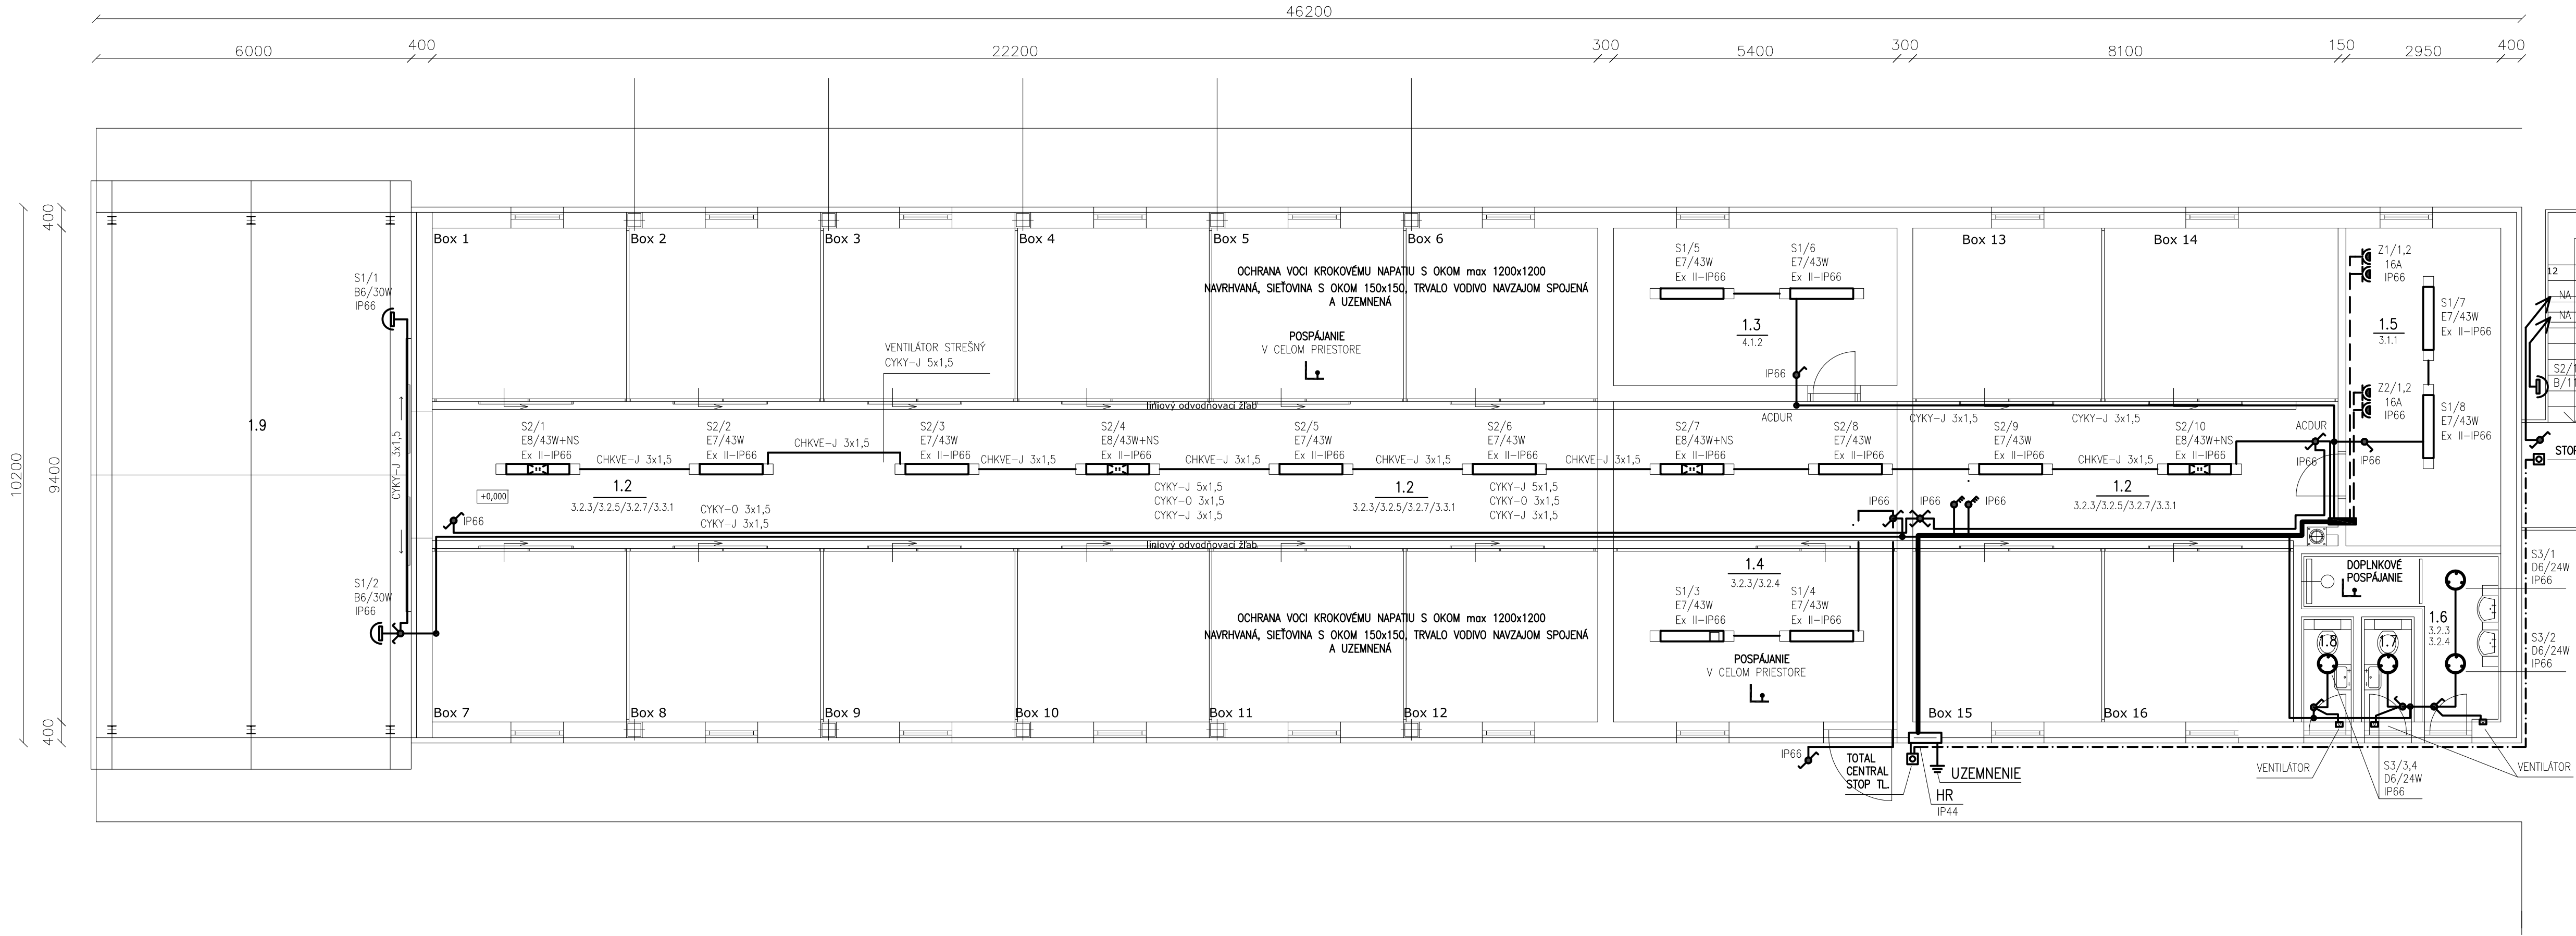 46200
6000
400
22200
300
5400
300
8100
150
2950
400
10200
400
9400
400
Box 1
Box 2
Box 3
Box 4
Box 5
Box 6
Box 13
Box 14
OCHRANA VOCI KROKOVÉMU NAPATIU S OKOM max 1200x1200
NAVRHVANÁ, SIEŤOVINA S OKOM 150x150, TRVALO VODIVO NAVZAJOM SPOJENÁ
A UZEMNENÁ
POSPÁJANIE
V CELOM PRIESTORE
VENTILÁTOR STREŠNÝ
CYKY-J 5x1,5
S1/1
B6/30W
IP66
1.9
CYKY-J 3x1,5
S1/2
B6/30W
IP66
S1/5
E7/43W
Ex II-IP66
S1/6
E7/43W
Ex II-IP66
1.3
4.1.2
IP66
ACDUR
Z1/1,2
16A
IP66
S1/7
E7/43W
Ex II-IP66
1.5
3.1.1
Z2/1,2
16A
IP66
S1/8
E7/43W
Ex II-IP66
12
NA
NA
STOP
líniový odvodňovací žľab
S2/1
E8/43W+NS
Ex II-IP66
CHKVE-J 3x1,5
S2/2
E7/43W
Ex II-IP66
CHKVE-J 3x1,5
S2/3
E7/43W
Ex II-IP66
CHKVE-J 3x1,5
S2/4
E8/43W+NS
Ex II-IP66
CHKVE-J 3x1,5
S2/5
E7/43W
Ex II-IP66
CHKVE-J 3x1,5
S2/6
E7/43W
Ex II-IP66
CHKVE-J 3x1,5
S2/7
E8/43W+NS
Ex II-IP66
S2/8
E7/43W
Ex II-IP66
CYKY-J 3x1,5
S2/9
E7/43W
Ex II-IP66
CYKY-J 3x1,5
CHKVE-J 3x1,5
S2/10
E8/43W+NS
Ex II-IP66
ACDUR
IP66
IP66
+0,000
1.2
3.2.3/3.2.5/3.2.7/3.3.1
IP66
CYKY-O 3x1,5
CYKY-J 3x1,5
CYKY-J 5x1,5
CYKY-O 3x1,5
CYKY-J 3x1,5
1.2
3.2.3/3.2.5/3.2.7/3.3.1
CYKY-J 5x1,5
CYKY-O 3x1,5
CYKY-J 3x1,5
IP66
IP66
IP66
1.2
3.2.3/3.2.5/3.2.7/3.3.1
líniový odvodňovací žľab
1.4
3.2.3/3.2.4
S1/3
E7/43W
Ex II-IP66
S1/4
E7/43W
Ex II-IP66
OCHRANA VOCI KROKOVÉMU NAPATIU S OKOM max 1200x1200
NAVRHVANÁ, SIEŤOVINA S OKOM 150x150, TRVALO VODIVO NAVZAJOM SPOJENÁ
A UZEMNENÁ
POSPÁJANIE
V CELOM PRIESTORE
DOPLNKOVÉ
POSPÁJANIE
S3/1
D6/24W
IP66
1.6
3.2.3
3.2.4
1.8
1.7
S3/2
D6/24W
IP66
Box 7
Box 8
Box 9
Box 10
Box 11
Box 12
Box 15
Box 16
IP66
TOTAL
CENTRAL
STOP TL.
UZEMNENIE
HR
IP44
VENTILÁTOR
S3/3,4
D6/24W
IP66
VENTILÁTOR